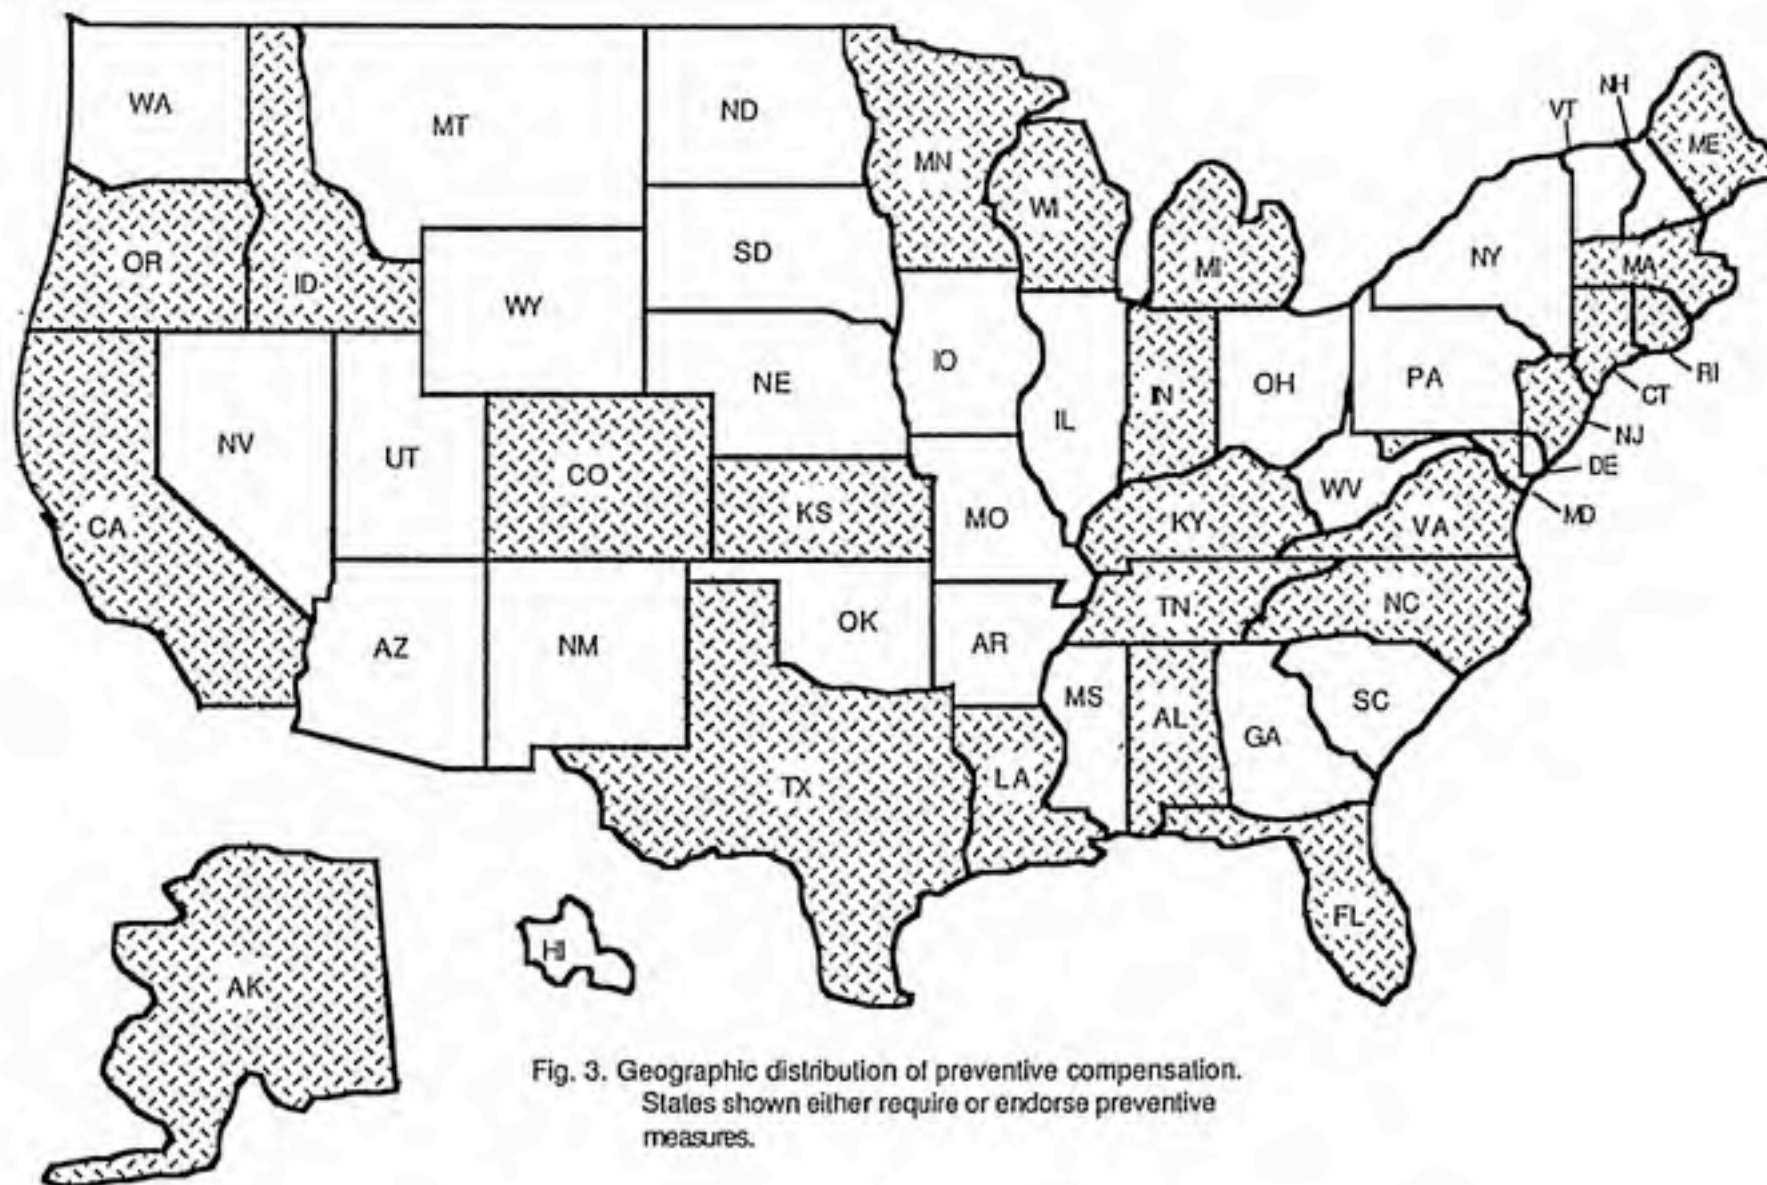 NH
VT
WA
MT
ND
MN
ME
WI
OR
ID
SD
MI
NY
MA
WY
IO
NE
OH
PA
RI
IN
CT
NV
UT
IL
NJ
CO
DE
KS
WV
CA
MO
KY
VA
MD
TN
NC
OK
AZ
NM
AR
MS
SC
AL
GA
TX
LA
FL
HI
AK
Fig. 3. Geographic distribution of preventive compensation.
States shown either require or endorse preventive
measures.